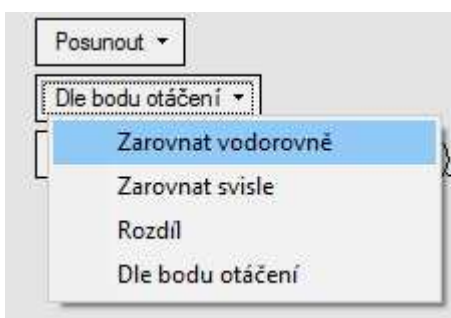 Posunout
Dle bodu otáčení
Zarovnat vodorovně
Zarovnat svisle
Rozdíl
Dle bodu otáčení